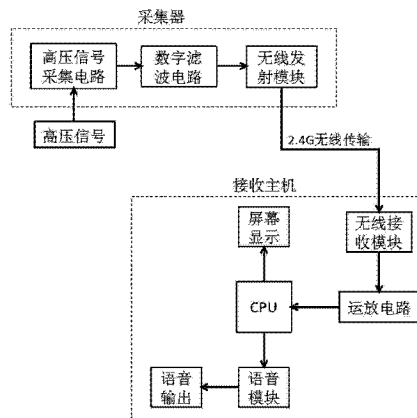 采集器
高压信号
采集电路
数字滤
波电路
无线发
射模块
高压信号
2.4G无线传输
接收主机
屏幕
显示
无线接
收模块
CPU
运放电路
语音
输出
语音
模块